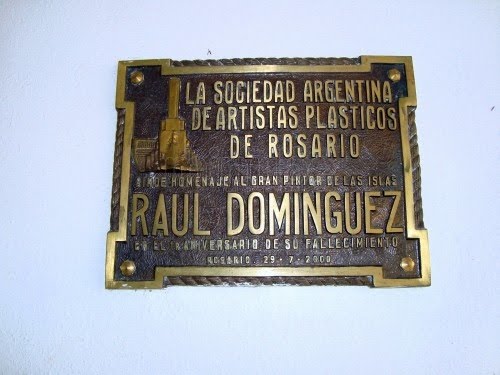 LA SOCIEDAD ARGENTINA
DE ARTISTAS PLASTICOS
DE ROSARIO
DE HOMENAJE AL GRAN PINTOR DE LAS ISLAS
RAUL DOMINGUEZ
EN EL ANIVERSARIO DE SU FALLECIMIENTO
ROSARIO, 29-7-2000